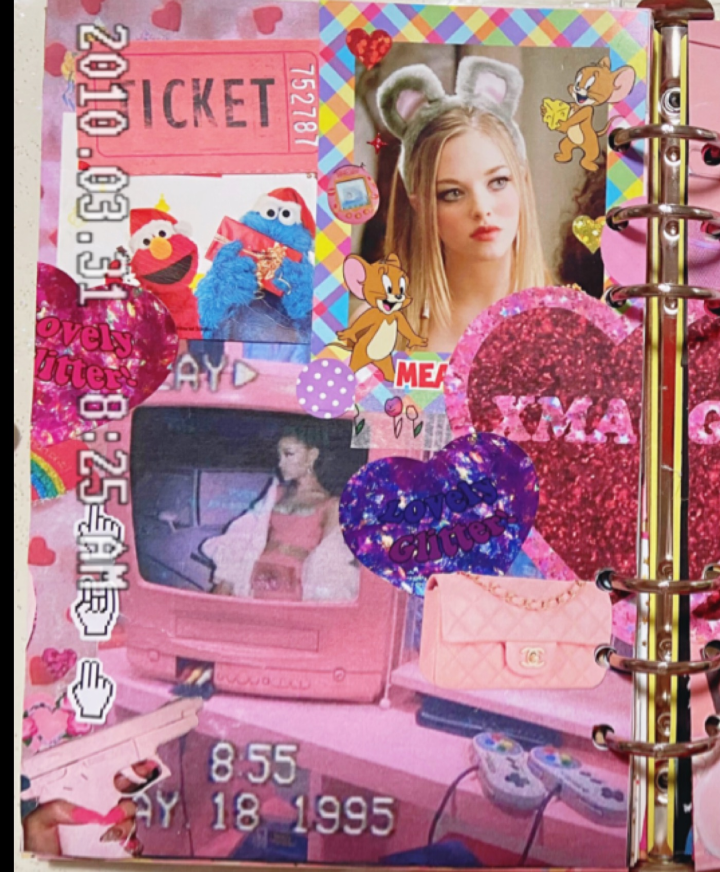 2010.03.31 8:25 AM
TICKET
752787
Lovely
Glitter!
AY
MEA
XMA
Lovely
Glitter
8:55
AY. 18 1995